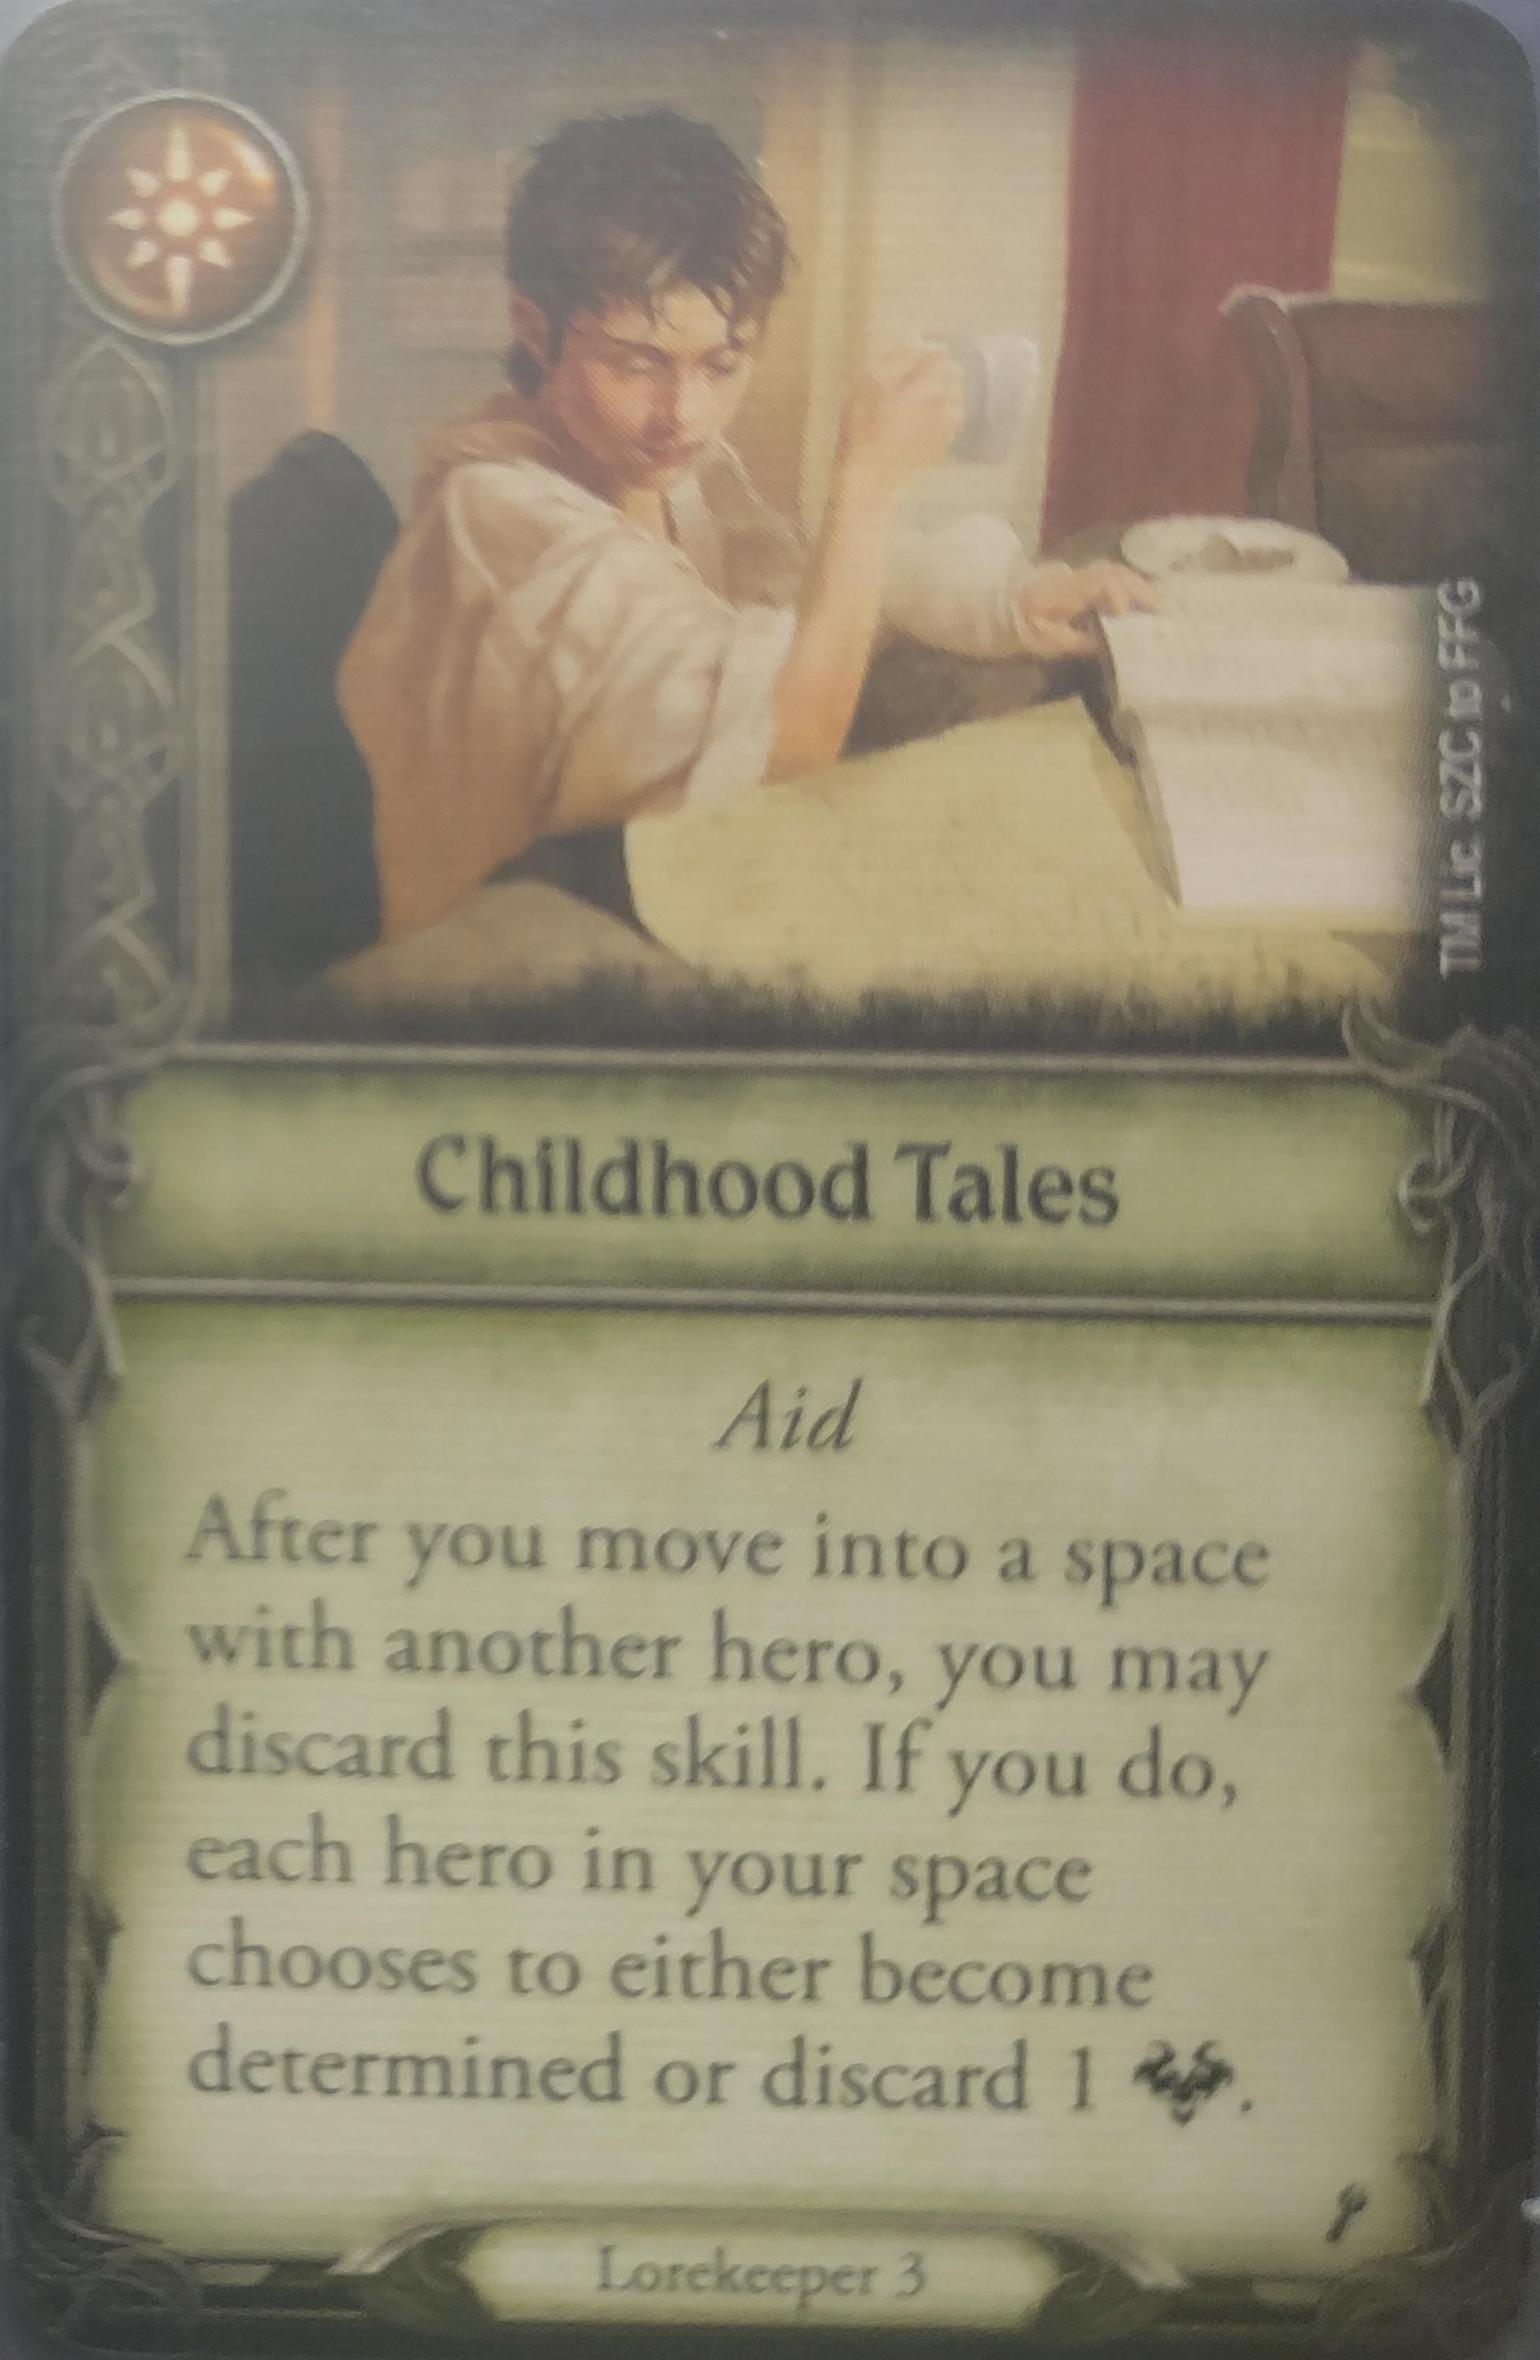 TM Lic. SZC to FFG
Childhood Tales
Aid
After you move into a space
with another hero, you may
discard this skill. If you do,
each hero in your space
chooses to either become
determined or discard 1 .
Lorekeeper 3